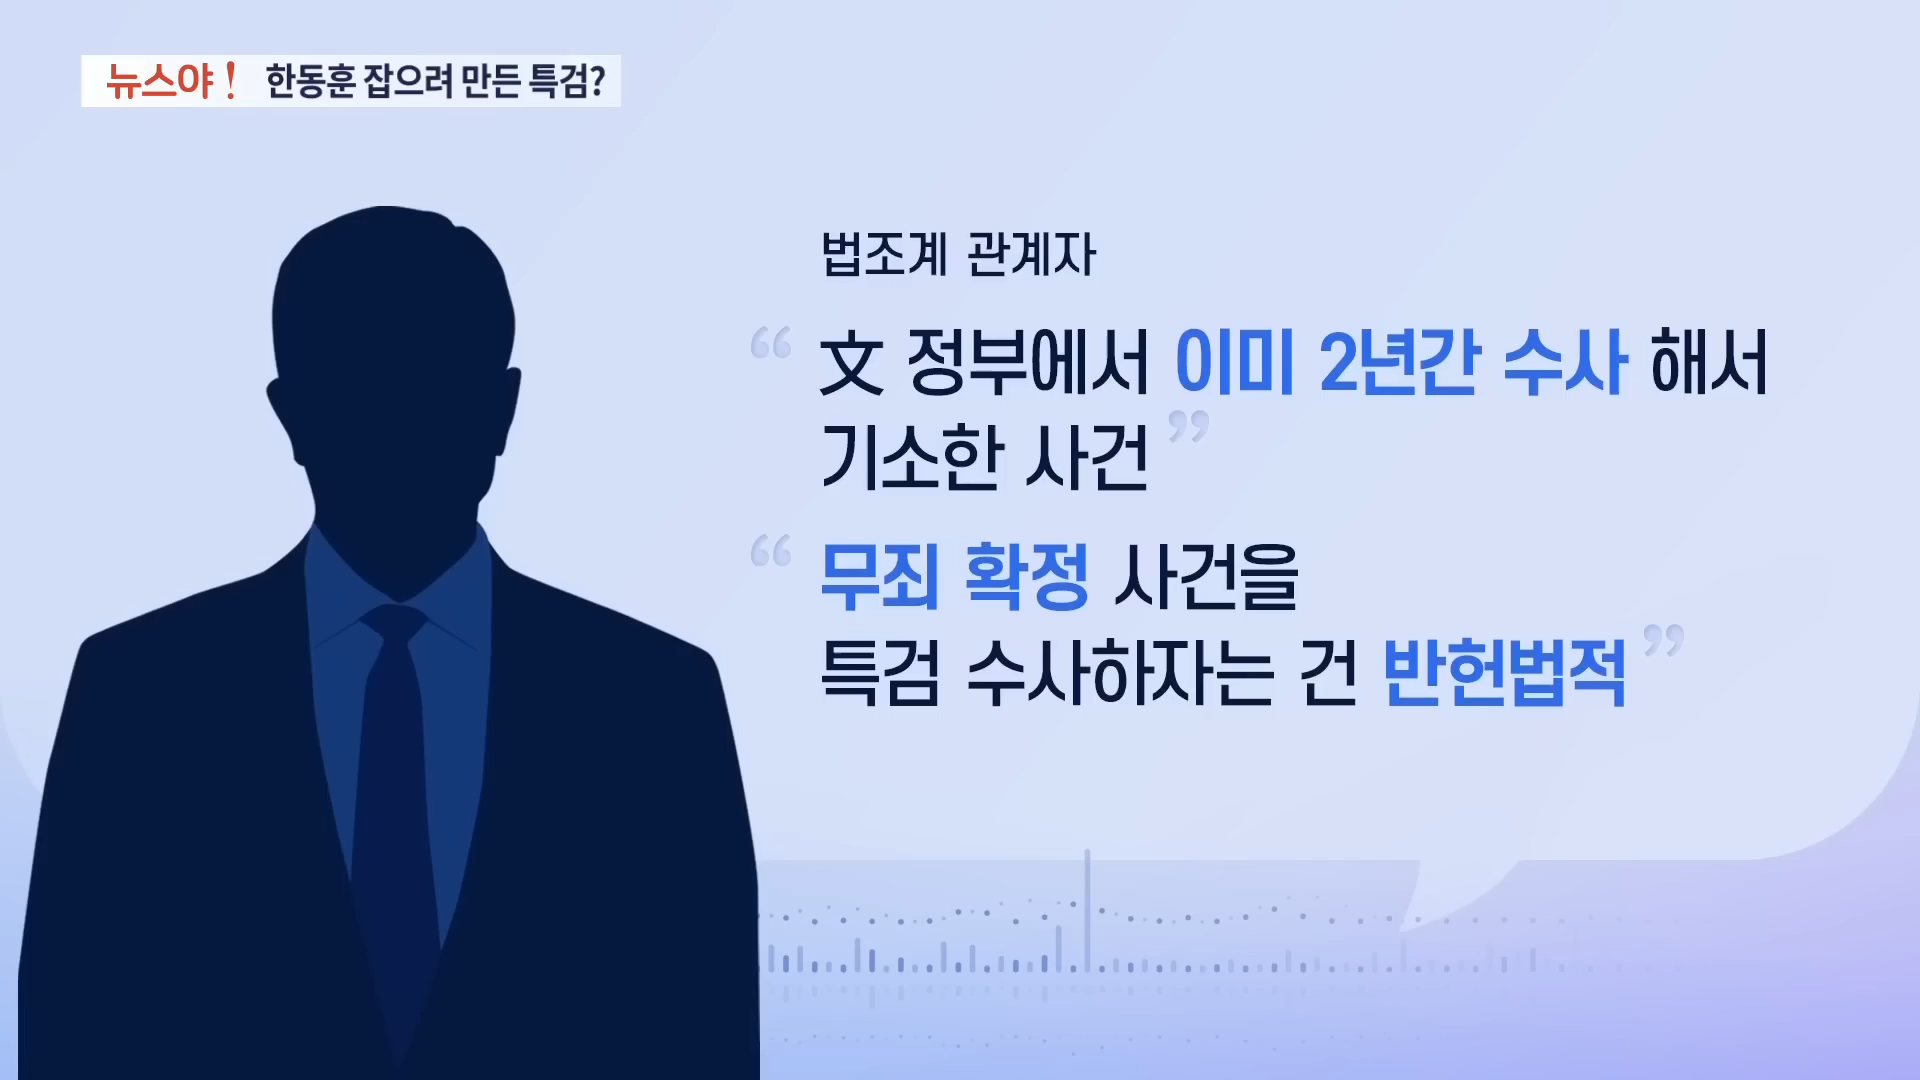 뉴스야! 한동훈 잡으려 만든 특검?
법조계 관계자
“文 정부에서 이미 2년간 수사 해서
기소한 사건”
“무죄 확정 사건을
특검 수사하자는 건 반헌법적”